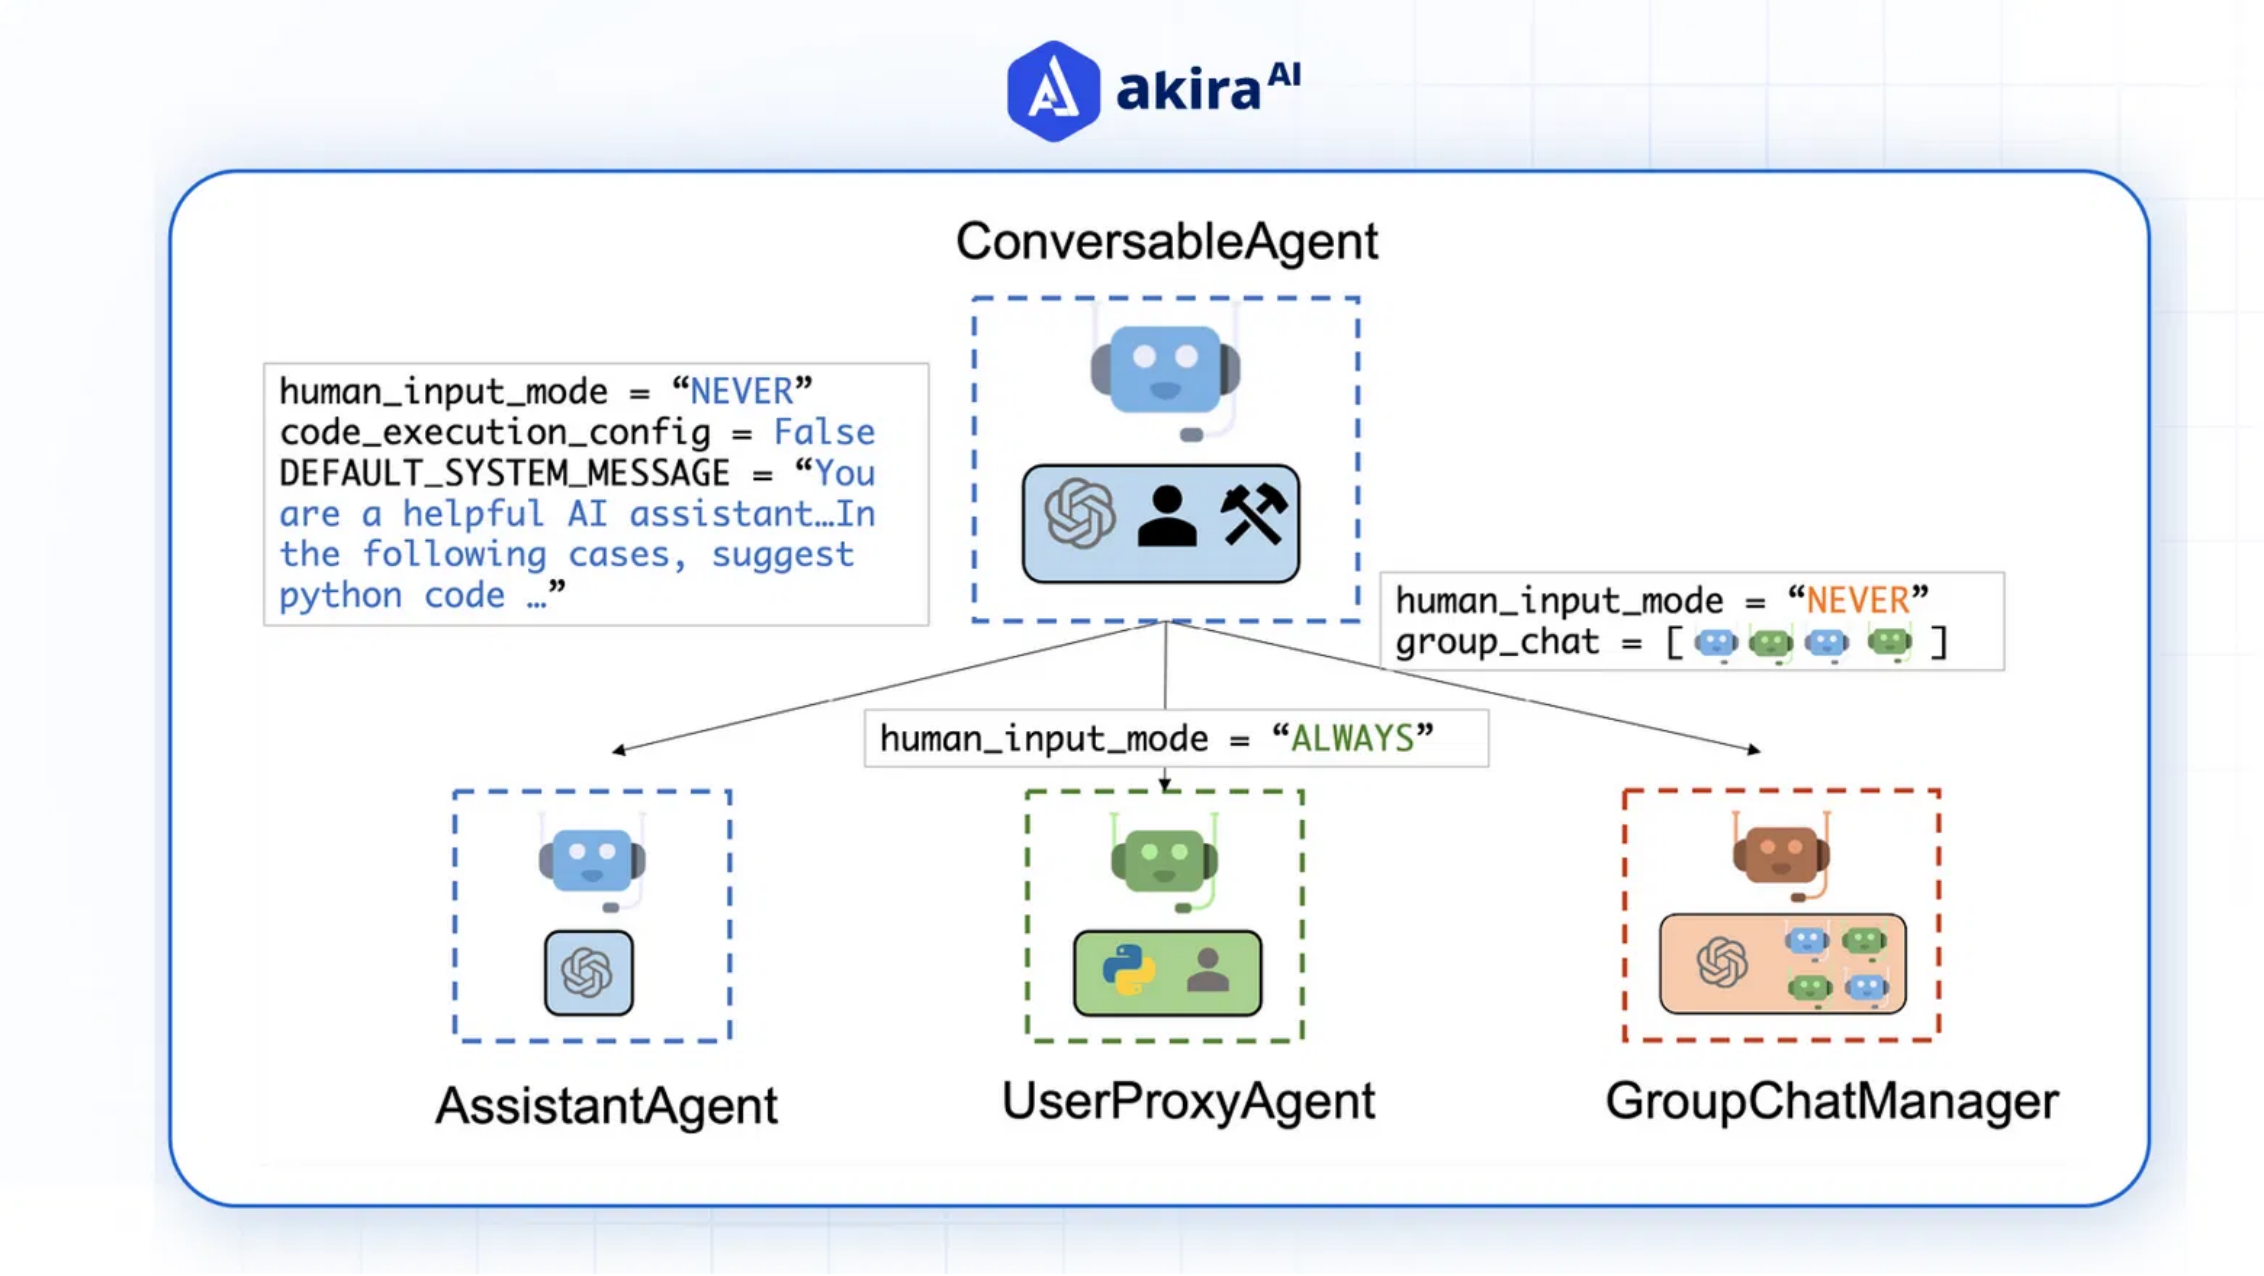 akira AI
ConversableAgent
human_input_mode = “NEVER”
code_execution_config = False
DEFAULT_SYSTEM_MESSAGE = “You
are a helpful AI assistant…In
the following cases, suggest
python code …”
human_input_mode = “NEVER”
group_chat = [ ]
human_input_mode = “ALWAYS”
AssistantAgent
UserProxyAgent
GroupChatManager